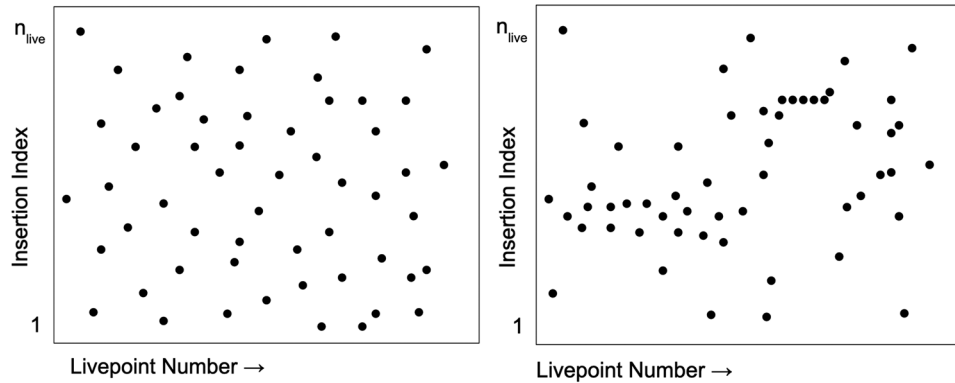 n_live
Insertion Index
1
Livepoint Number →
n_live
Insertion Index
1
Livepoint Number →